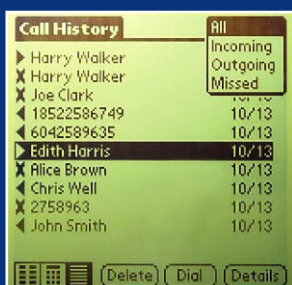 Call History All
Incoming
Outgoing
Missed
Harry Walker
Harry Walker
Joe Clark 10/13
18522586749 10/13
6042589635 10/13
Edith Harris 10/13
Alice Brown 10/13
Chris Well 10/13
2758963 10/13
John Smith 10/13
Delete Dial Details